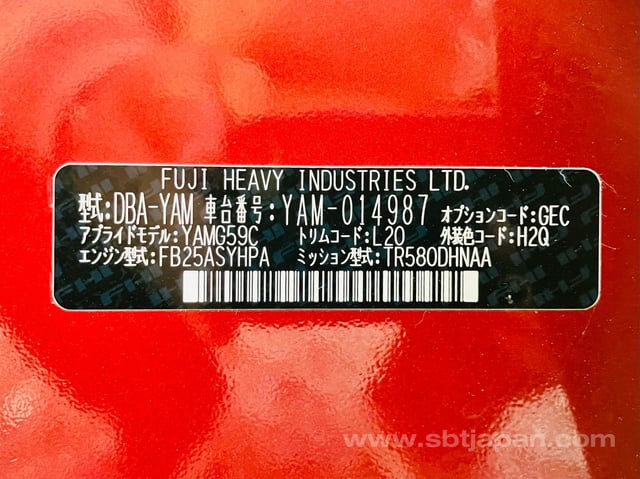 FUJI HEAVY INDUSTRIES LTD.
型式:DBA-YAM 車台番号:YAM-014987 オプションコード:GEC
アプライドモデル:YAMG59C トリムコード:L20 外装色コード:H2Q
エンジン型式:FB25ASYHPA ミッション型式:TR580DHNAA
www.sbtjapan.com